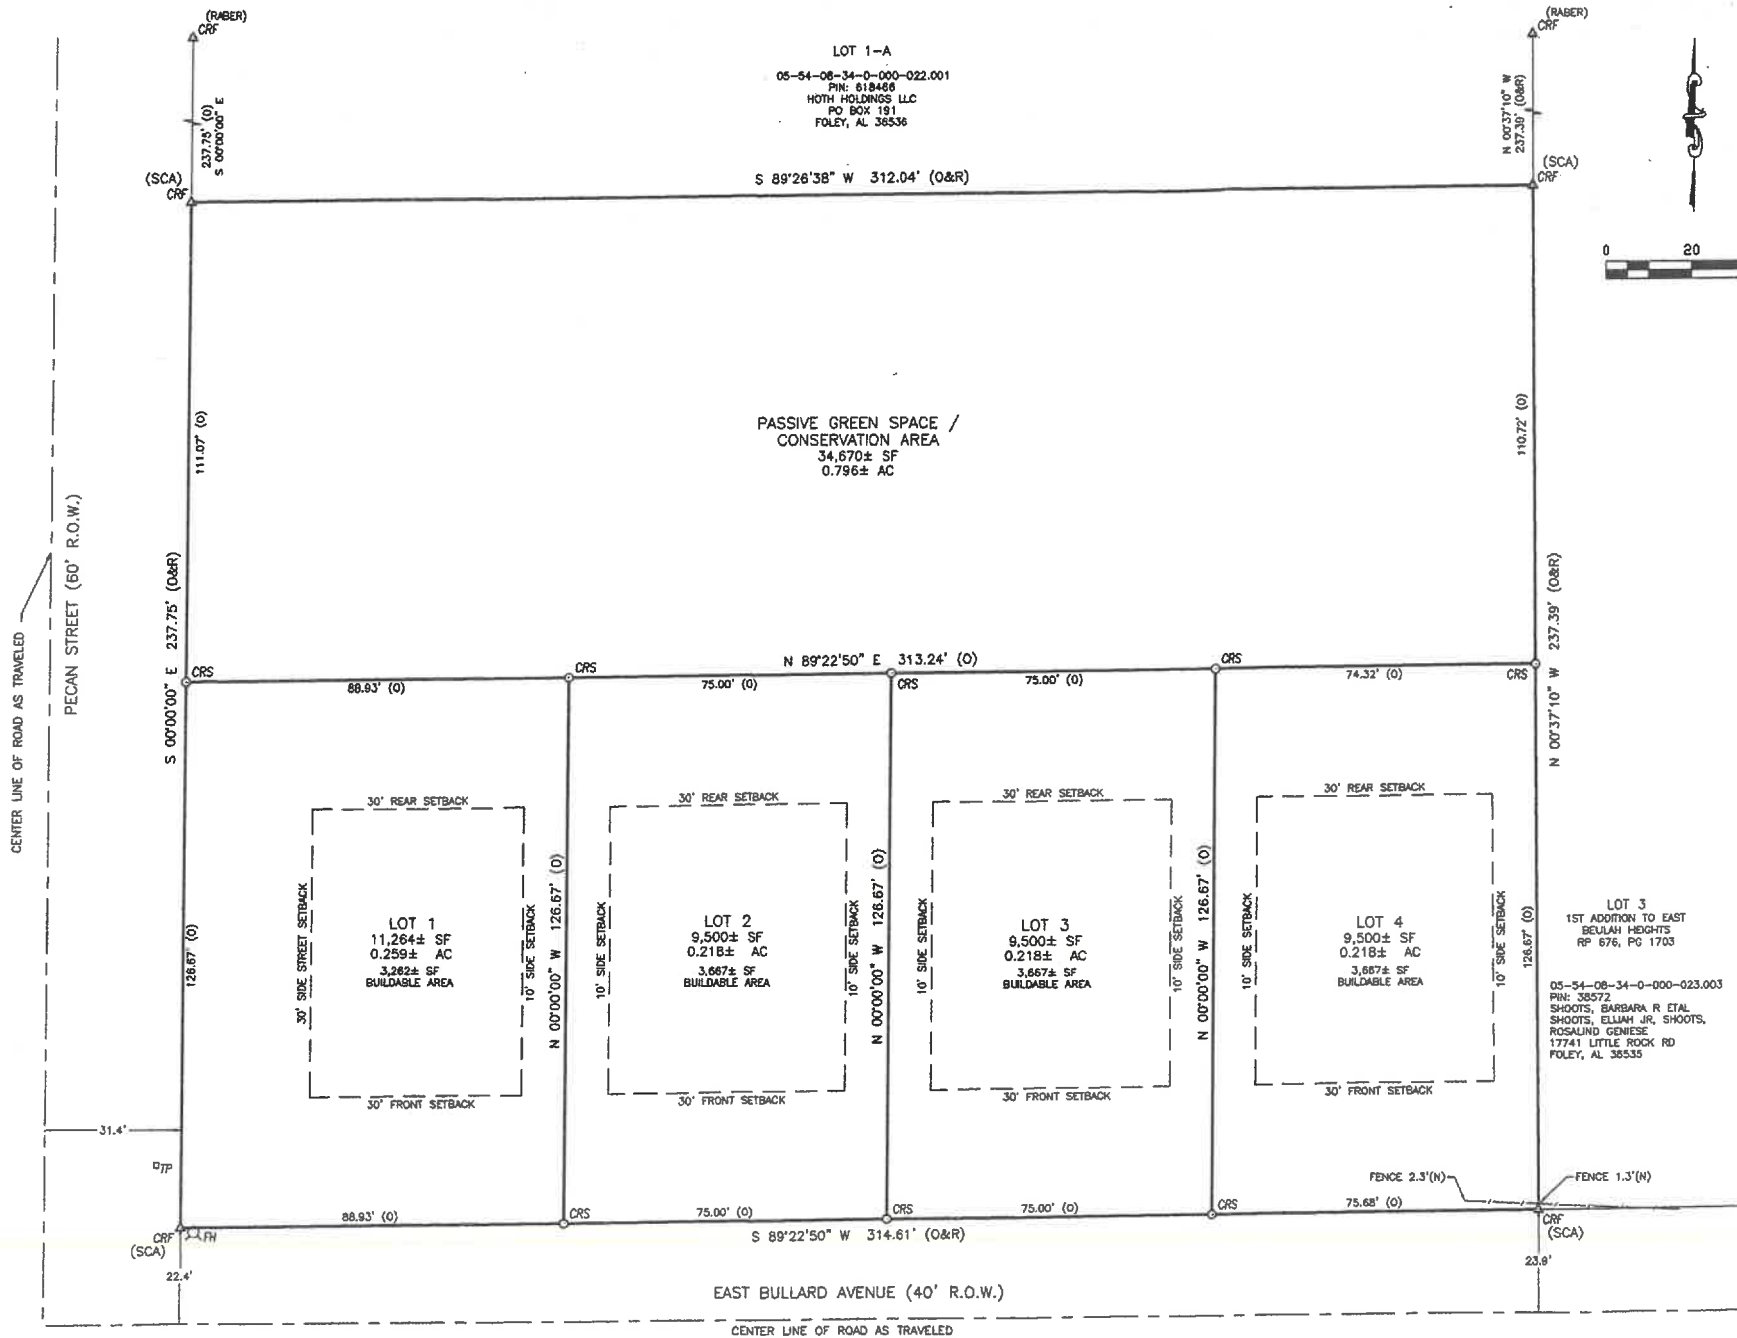 (RABER)
CRF
(RABER)
CRF
LOT 1-A
05-54-08-34-0-000-022.001
PIN: 618466
HOTH HOLDINGS LLC
PO BOX 191
FOLEY, AL 36536
237.75' (O)
S 00°00'00" E
N 00°37'10" W
237.39' (O&R)
(SCA)
CRF
S 89°26'38" W 312.04' (O&R)
(SCA)
CRF
0 20
111.07' (O)
110.72' (O)
PASSIVE GREEN SPACE /
CONSERVATION AREA
34,670± SF
0.796± AC
CENTER LINE OF ROAD AS TRAVELED
PECAN STREET (60' R.O.W.)
S 00°00'00" E 237.75' (O&R)
N 00°37'10" W 237.39' (O&R)
CRS
CRS
N 89°22'50" E 313.24' (O)
CRS
CRS
CRS
88.93' (O)
75.00' (O)
75.00' (O)
74.32' (O)
30' REAR SETBACK
30' REAR SETBACK
30' REAR SETBACK
30' REAR SETBACK
126.67' (O)
30' SIDE STREET SETBACK
LOT 1
11,264± SF
0.259± AC
3,262± SF
BUILDABLE AREA
10' SIDE SETBACK
N 00°00'00" W 126.67' (O)
10' SIDE SETBACK
LOT 2
9,500± SF
0.218± AC
3,667± SF
BUILDABLE AREA
10' SIDE SETBACK
N 00°00'00" W 126.67' (O)
10' SIDE SETBACK
LOT 3
9,500± SF
0.218± AC
3,667± SF
BUILDABLE AREA
10' SIDE SETBACK
N 00°00'00" W 126.67' (O)
10' SIDE SETBACK
LOT 4
9,500± SF
0.218± AC
3,667± SF
BUILDABLE AREA
10' SIDE SETBACK
126.67' (O)
LOT 3
1ST ADDITION TO EAST
BEULAH HEIGHTS
RP 676, PG 1703
05-54-08-34-0-000-023.003
PIN: 38572
SHOOTS, BARBARA R ETAL
SHOOTS, ELIJAH JR, SHOOTS,
ROSALIND GENIESE
17741 LITTLE ROCK RD
FOLEY, AL 36535
30' FRONT SETBACK
30' FRONT SETBACK
30' FRONT SETBACK
30' FRONT SETBACK
31.4'
TP
FENCE 2.3'(N)
FENCE 1.3'(N)
88.93' (O)
CRS
75.00' (O)
CRS
75.00' (O)
CRS
75.68' (O)
CRF
(SCA)
FH
S 89°22'50" W 314.61' (O&R)
CRF
(SCA)
22.4'
23.9'
EAST BULLARD AVENUE (40' R.O.W.)
CENTER LINE OF ROAD AS TRAVELED